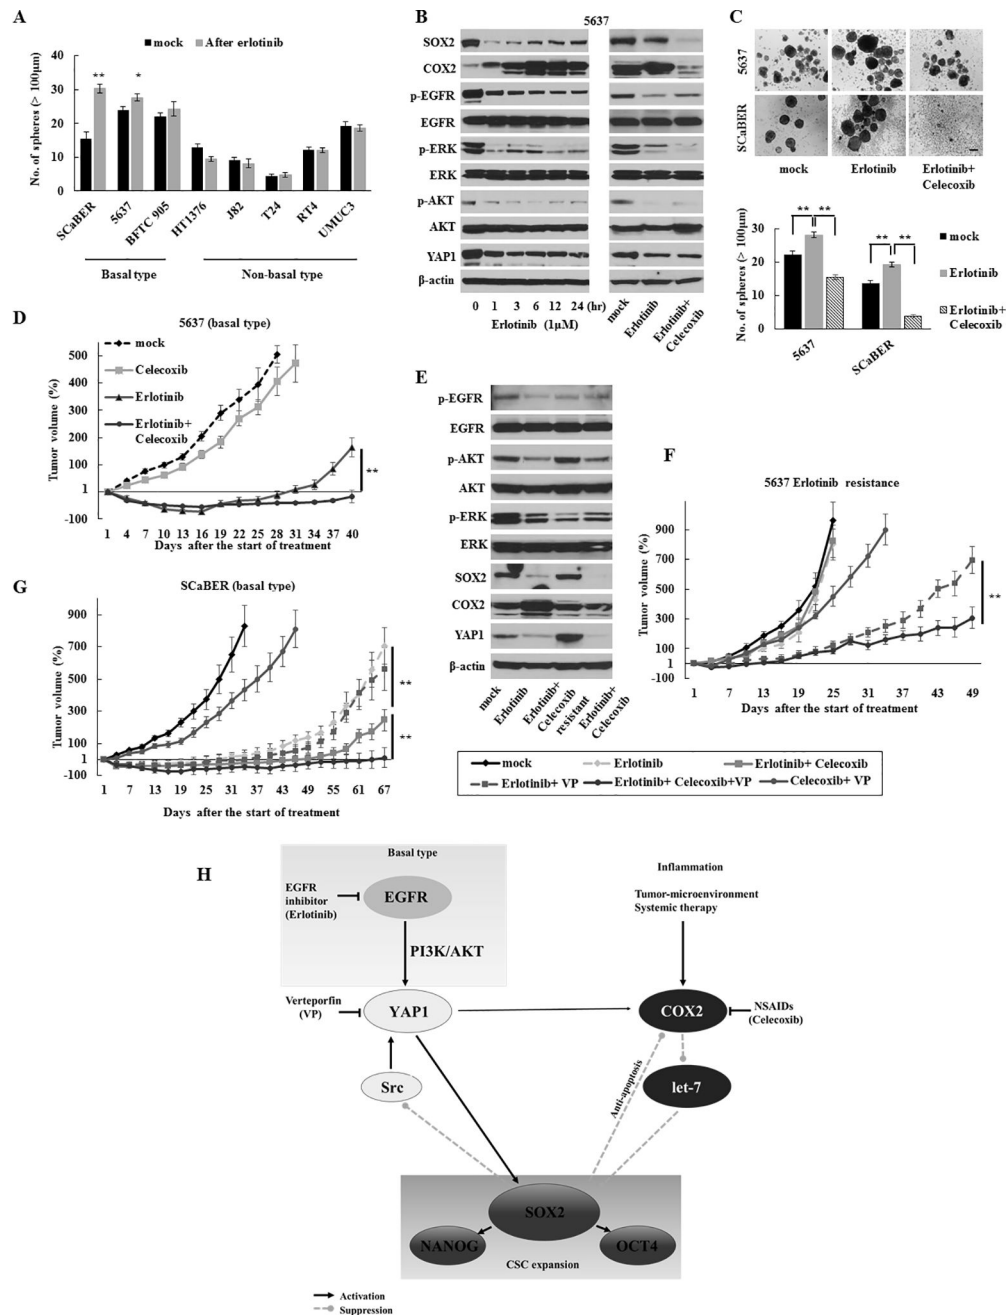 A
mock
After erlotinib
No. of spheres (> 100μm)
40
30
20
10
0
**
*
SCaBER
5637
BFTC 905
HT1376
J82
T24
RT4
UMUC3
Basal type
Non-basal type
B
5637
SOX2
COX2
p-EGFR
EGFR
p-ERK
ERK
p-AKT
AKT
YAP1
β-actin
0 1 3 6 12 24 (hr)
Erlotinib (1μM)
mock
Erlotinib
Erlotinib+
Celecoxib
C
5637
SCaBER
mock
Erlotinib
Erlotinib+
Celecoxib
No. of spheres (> 100μm)
30
20
10
0
** **
** **
5637
SCaBER
mock
Erlotinib
Erlotinib+
Celecoxib
D
5637 (basal type)
mock
Celecoxib
Erlotinib
Erlotinib+
Celecoxib
Tumor volume (%)
500
400
300
200
100
1
-100
**
1 4 7 10 13 16 19 22 25 28 31 34 37 40
Days after the start of treatment
E
p-EGFR
EGFR
p-AKT
AKT
p-ERK
ERK
SOX2
COX2
YAP1
β-actin
mock
Erlotinib
Erlotinib+
Celecoxib
resistant
Erlotinib+
Celecoxib
F
5637 Erlotinib resistance
Tumor volume (%)
900
700
500
300
100
1
**
1 7 13 19 25 31 37 43 49
Days after the start of treatment
G
SCaBER (basal type)
Tumor volume (%)
900
700
500
300
100
1
-100
**
**
1 7 13 19 25 31 37 43 49 55 61 67
Days after the start of treatment
mock
Erlotinib
Erlotinib+ Celecoxib
Erlotinib+ VP
Erlotinib+ Celecoxib+VP
Celecoxib+ VP
H
Basal type
EGFR
inhibitor
(Erlotinib)
EGFR
PI3K/AKT
Inflammation
Tumor-microenvironment
Systemic therapy
Verteporfin
(VP)
YAP1
COX2
NSAIDs
(Celecoxib)
Src
let-7
Anti-apoptosis
SOX2
NANOG
OCT4
CSC expansion
Activation
Suppression